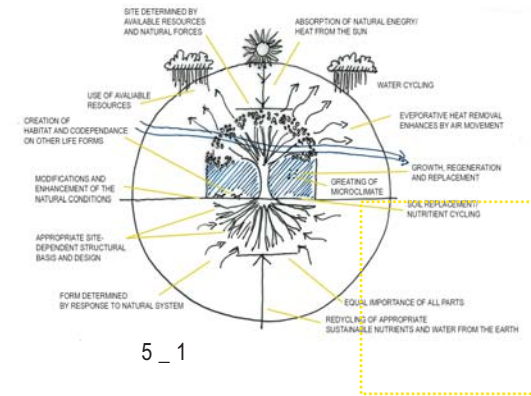 SITE DETERMINED BY
AVAILABLE RESOURCES
AND NATURAL FORCES
ABSORPTION OF NATURAL ENEGRY/
HEAT FROM THE SUN
WATER CYCLING
USE OF AVALIABLE
RESOURCES
EVEPORATIVE HEAT REMOVAL
ENHANCES BY AIR MOVEMENT
CREATION OF
HABITAT AND CODEPENDANCE
ON OTHER LIFE FORMS
GROWTH, REGENERATION
AND REPLACEMENT
GREATING OF
MICROCLIMATE
MODIFICATIONS AND
ENHANCEMENT OF THE
NATURAL CONDITIONS
SOIL REPLACEMENT/
NUTRITIENT CYCLING
APPROPRIATE SITE-
DEPENDENT STRUCTURAL
BASIS AND DESIGN
FORM DETERMINED
BY RESPONSE TO NATURAL SYSTEM
EQUAL IMPORTANCE OF ALL PARTS
REDYCLING OF APPROPRIATE
SUSTAINABLE NUTRIENTS AND WATER FROM THE EARTH
5_1